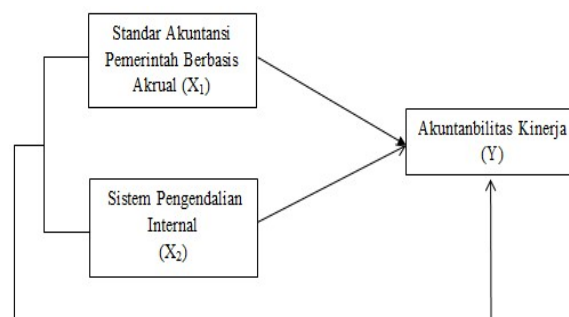 Standar Akuntansi
Pemerintah Berbasis
Akrual (X₁)
Akuntanbilitas Kinerja
(Y)
Sistem Pengendalian
Internal
(X₂)